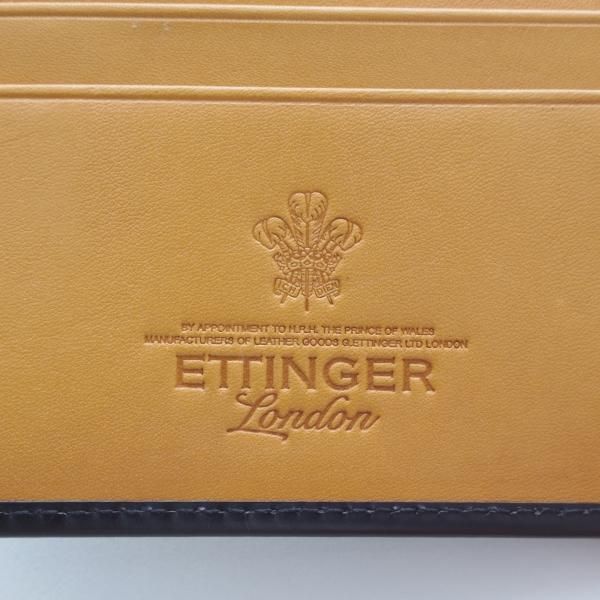 ICH DIEN
BY APPOINTMENT TO H.R.H. THE PRINCE OF WALES
MANUFACTURERS OF LEATHER GOODS G.ETTINGER LTD LONDON
ETTINGER
London